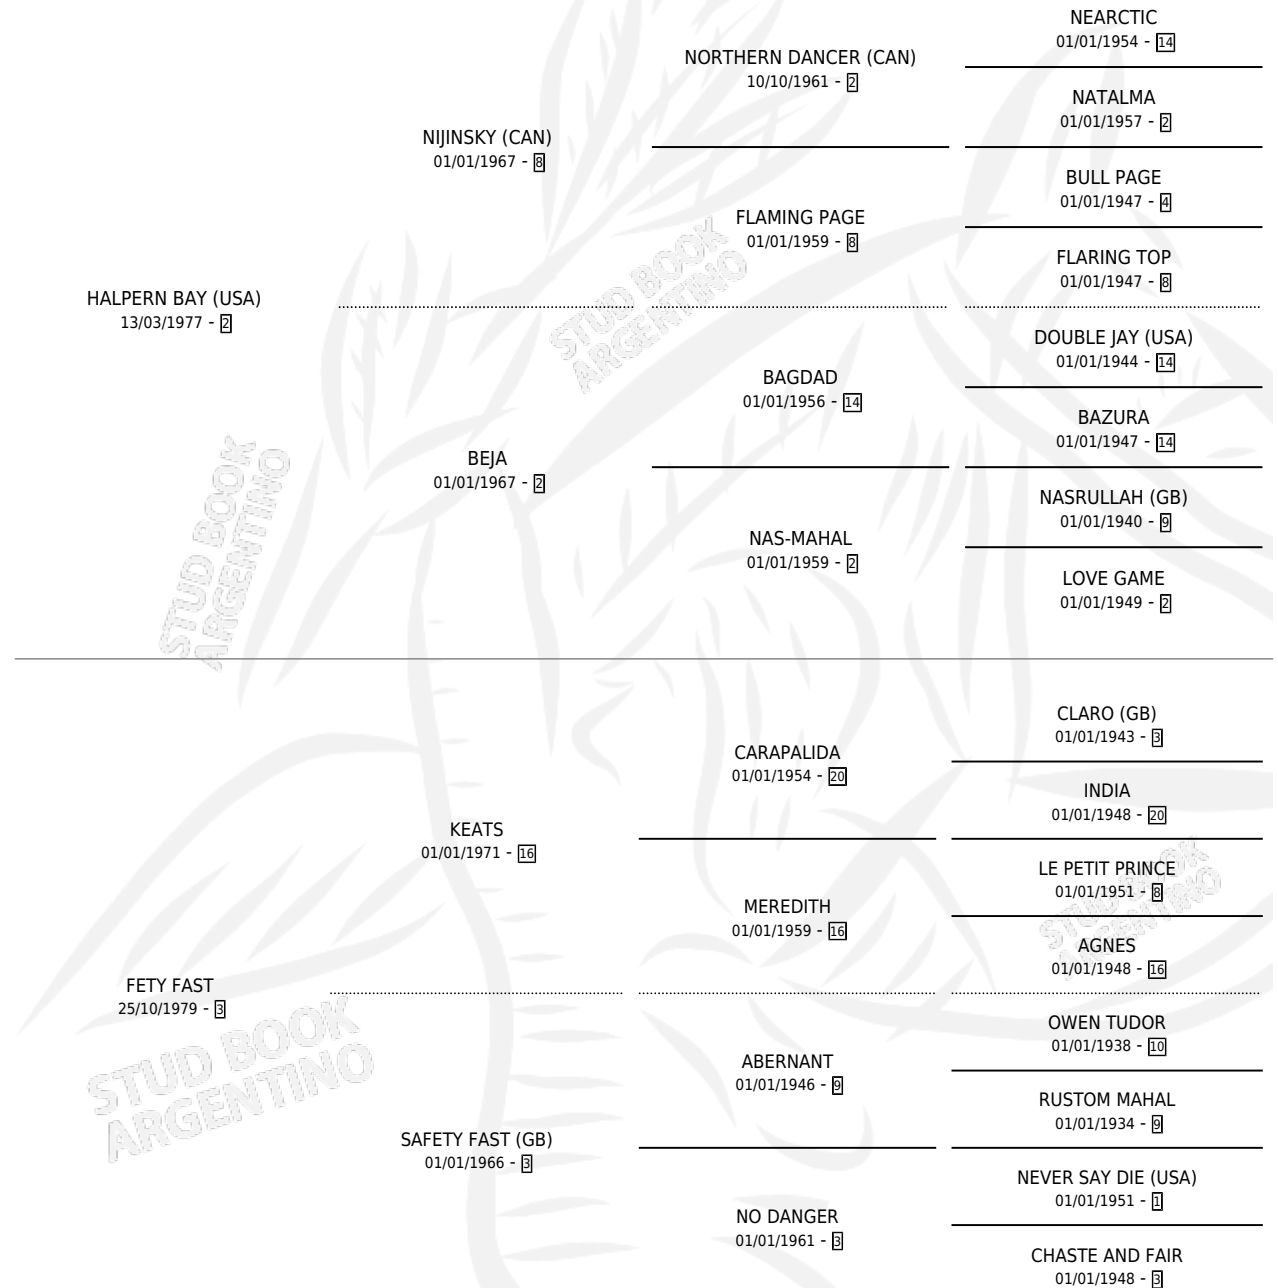 NEARCTIC
01/01/1954 - 14
NORTHERN DANCER (CAN)
10/10/1961 - 2
NATALMA
01/01/1957 - 2
NIJINSKY (CAN)
01/01/1967 - 8
BULL PAGE
01/01/1947 - 4
FLAMING PAGE
01/01/1959 - 8
FLARING TOP
01/01/1947 - 8
HALPERN BAY (USA)
13/03/1977 - 2
STUD BOOK
ARGENTINO
DOUBLE JAY (USA)
01/01/1944 - 14
BAGDAD
01/01/1956 - 14
BAZURA
01/01/1947 - 14
BEJA
01/01/1967 - 2
NASRULLAH (GB)
01/01/1940 - 9
NAS-MAHAL
01/01/1959 - 2
LOVE GAME
01/01/1949 - 2
STUD BOOK
ARGENTINO
CLARO (GB)
01/01/1943 - 3
CARAPALIDA
01/01/1954 - 20
INDIA
01/01/1948 - 20
KEATS
01/01/1971 - 16
LE PETIT PRINCE
01/01/1951 - 8
MEREDITH
01/01/1959 - 16
STUD BOOK
ARGENTINO
AGNES
01/01/1948 - 16
FETY FAST
25/10/1979 - 3
OWEN TUDOR
01/01/1938 - 10
ABERNANT
01/01/1946 - 9
RUSTOM MAHAL
01/01/1934 - 9
STUD BOOK
ARGENTINO
SAFETY FAST (GB)
01/01/1966 - 3
NEVER SAY DIE (USA)
01/01/1951 - 1
NO DANGER
01/01/1961 - 3
CHASTE AND FAIR
01/01/1948 - 3